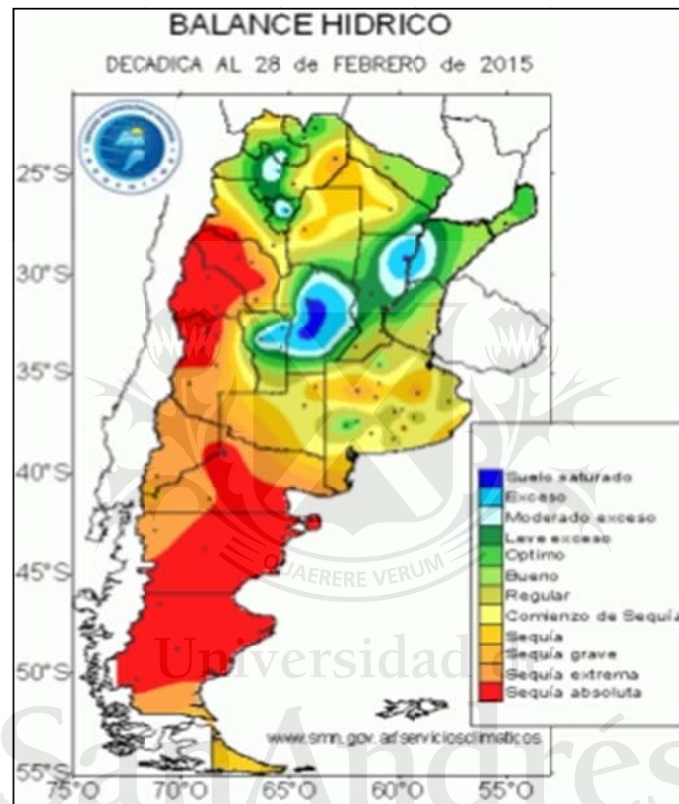 BALANCE HIDRICO
DECADICA AL 28 de FEBRERO de 2015
25°S
30°S
35°S
40°S
45°S
50°S
55°S
75°O 70°O 65°O 60°O 55°O
Suelo saturado
Exceso
Moderado exceso
Leve exceso
Optimo
Bueno
Regular
Comienzo de Sequía
Sequía
Sequía grave
Sequía extrema
Sequía absoluta
www.smn.gov.ar/serviciosclimaticos
QUAERERE VERUM
Universidad de
SanAndrés